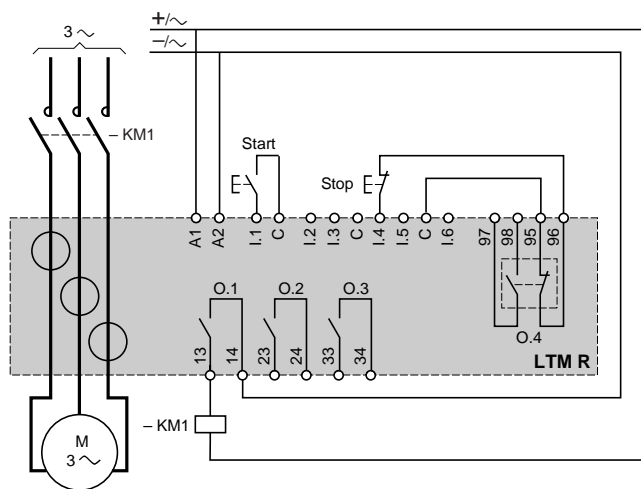 +/∿
−/∿
3 ∿
– KM1
Start
Stop
A1 A2 I.1 C I.2 I.3 C I.4 I.5 C I.6 97 98 95 96
O.1 O.2 O.3
O.4
13 14 23 24 33 34
LTM R
– KM1
M
3 ∿